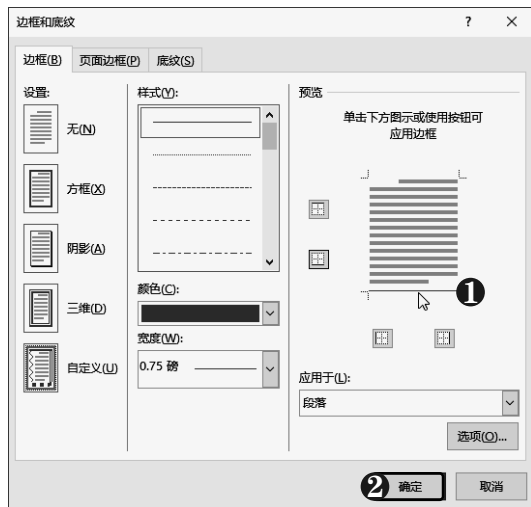 边框和底纹 ? ×
边框(B) 页面边框(P) 底纹(S)
设置:
无(N)
方框(X)
阴影(A)
三维(D)
自定义(U)
样式(Y):
颜色(C):
宽度(W):
0.75 磅
预览
单击下方图示或使用按钮可
应用边框
1
应用于(L):
段落
选项(O)...
2 确定 取消